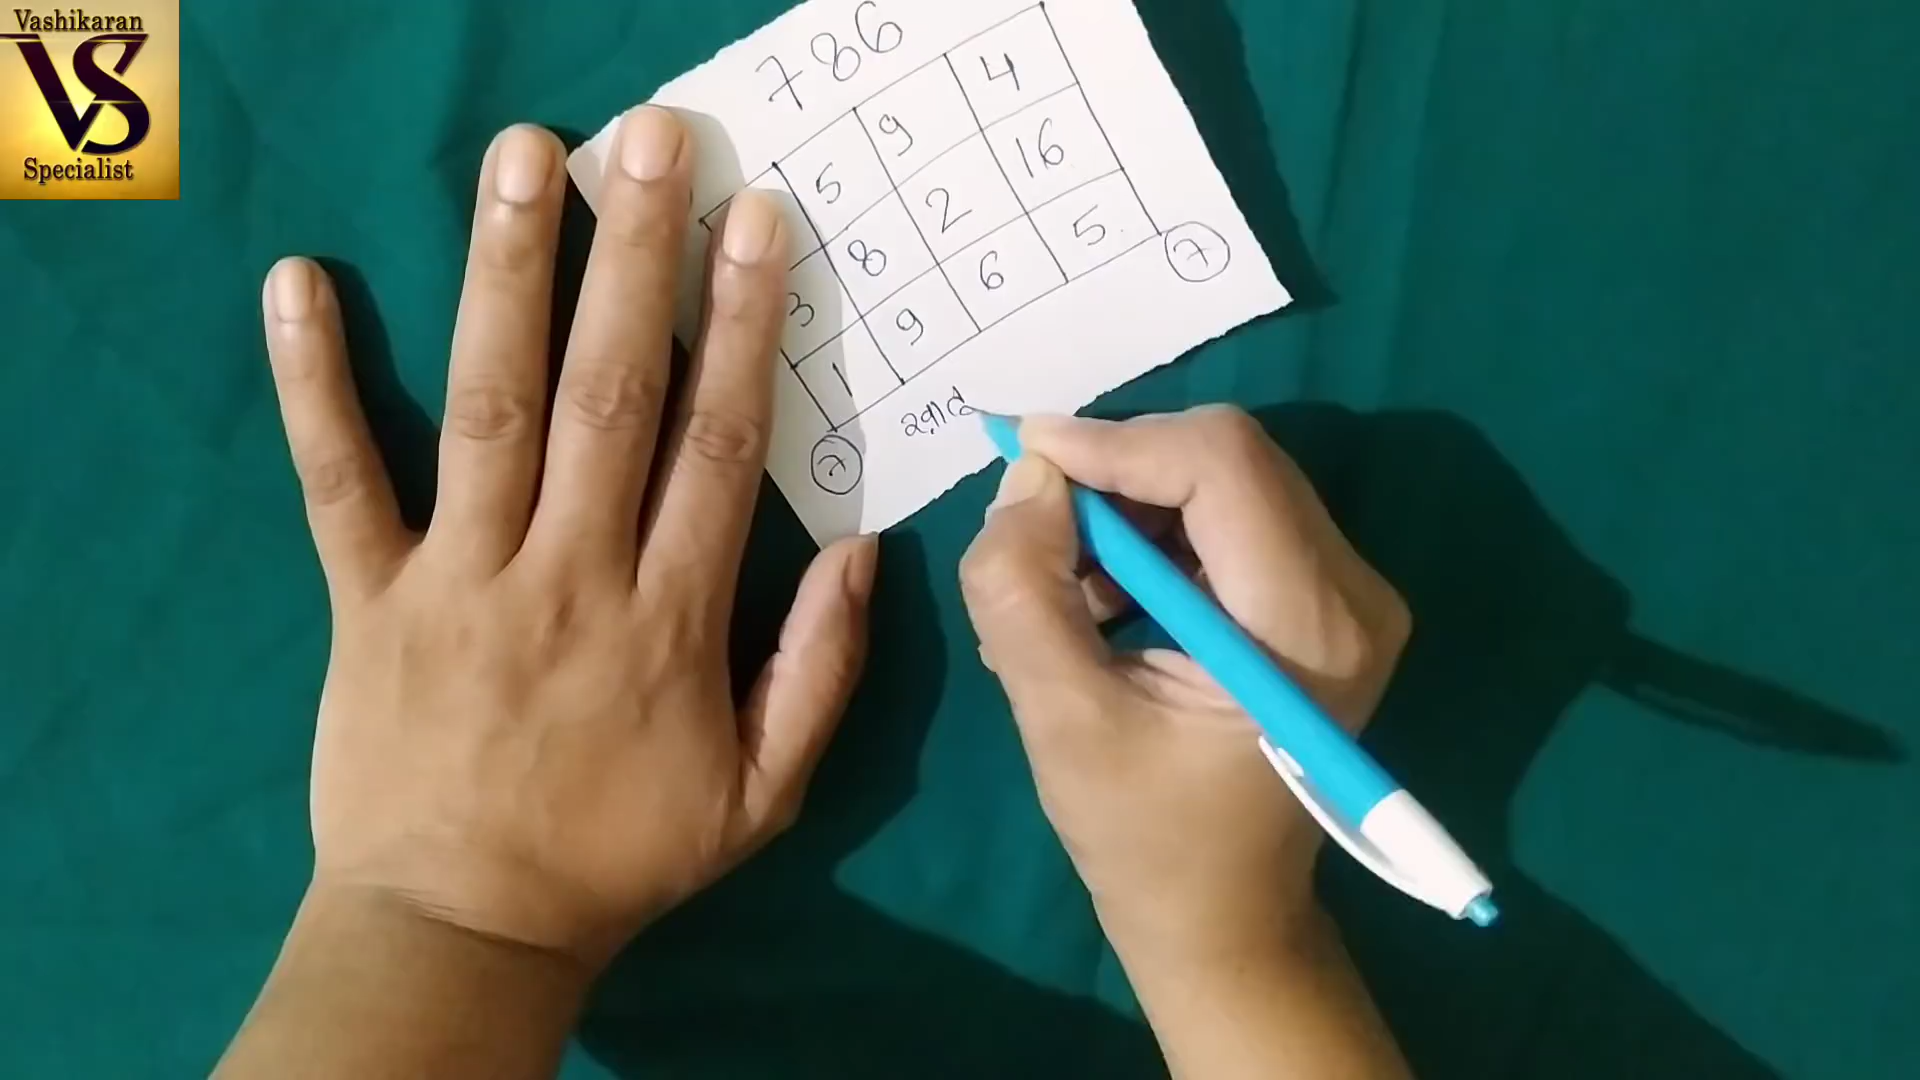 Vashikaran
VS
Specialist
786
5 9 4
3 8 2 16
1 9 6 5
7 7